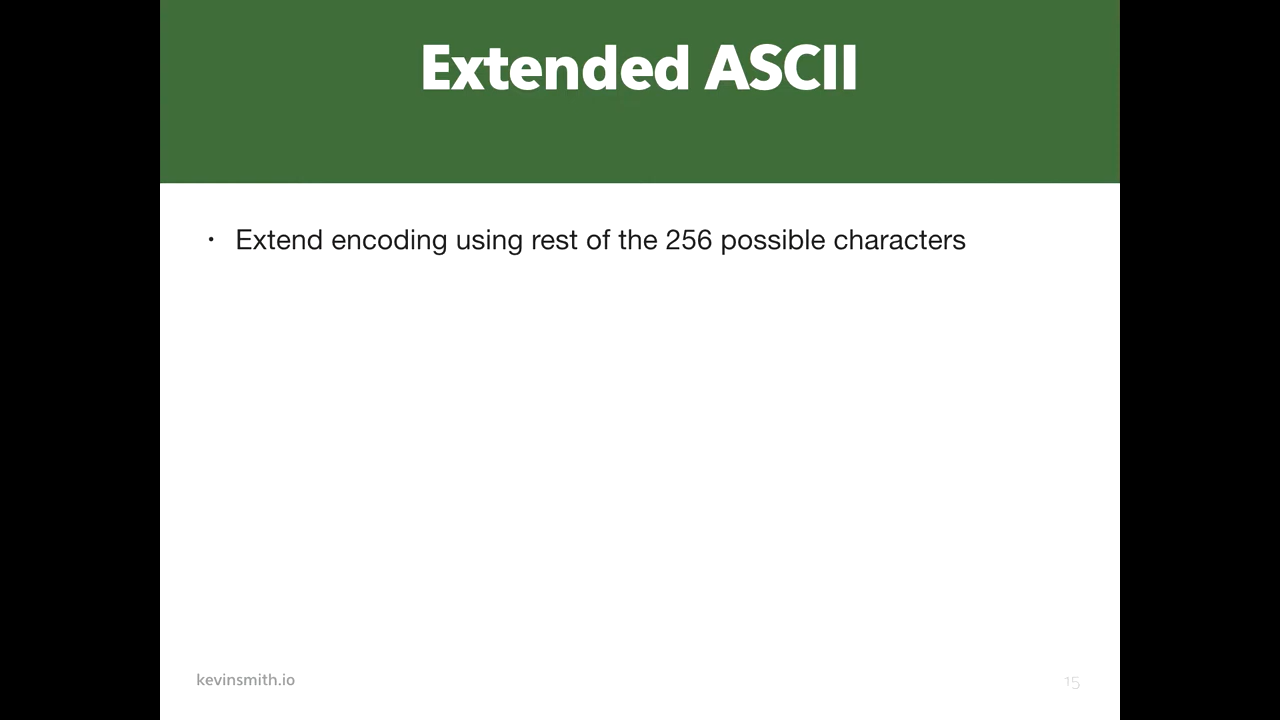 Extended ASCII
• Extend encoding using rest of the 256 possible characters
kevinsmith.io
15